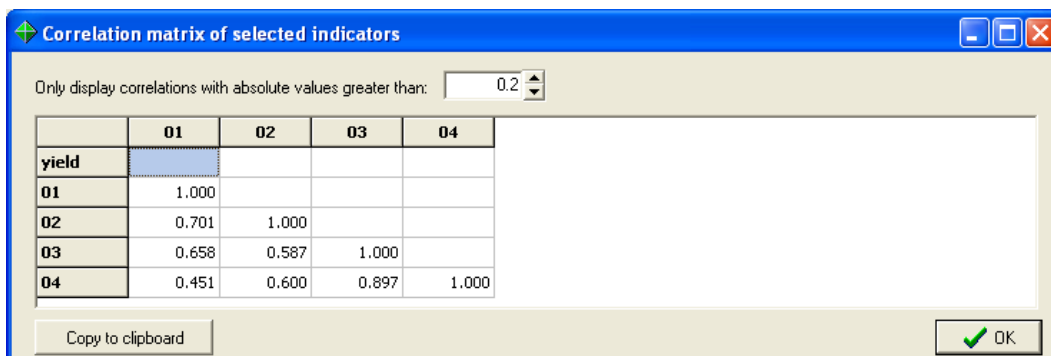 Correlation matrix of selected indicators
Only display correlations with absolute values greater than: 0.2
01 02 03 04
yield
01 1.000
02 0.701 1.000
03 0.658 0.587 1.000
04 0.451 0.600 0.897 1.000
Copy to clipboard OK